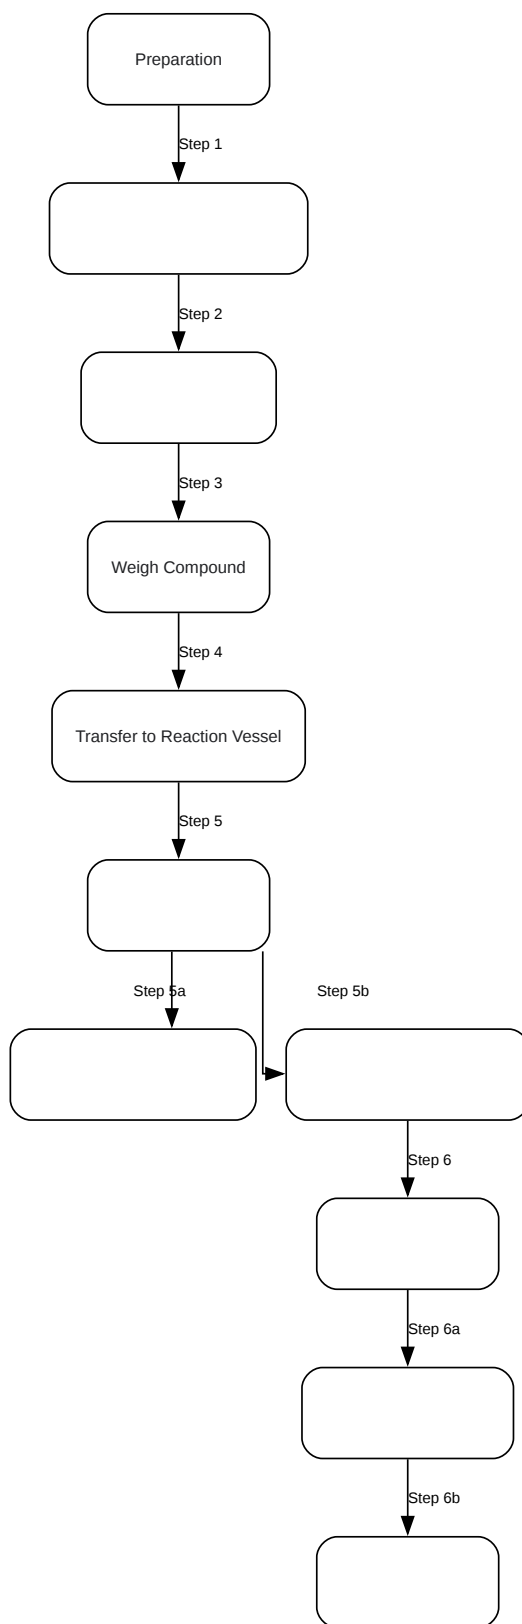 Preparation
Step 1
Step 2
Step 3
Weigh Compound
Step 4
Transfer to Reaction Vessel
Step 5
Step 5a
Step 5b
Step 6
Step 6a
Step 6b